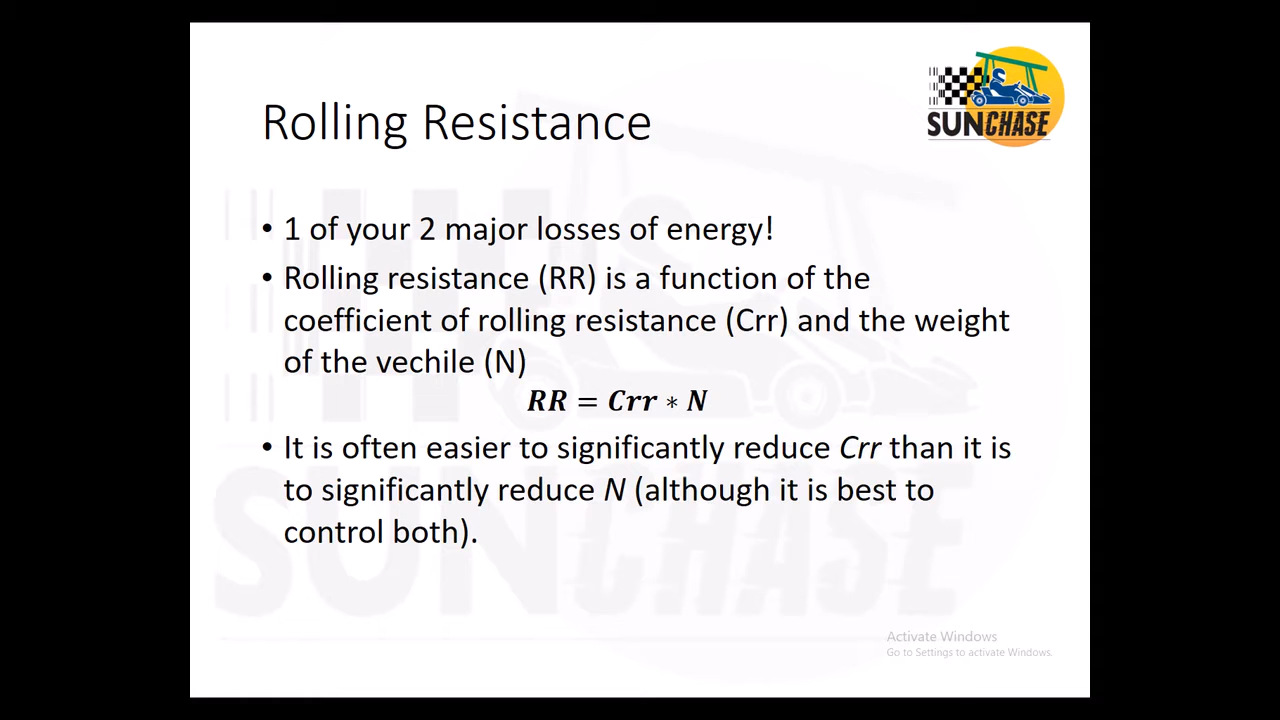 SUNCHASE
Rolling Resistance
• 1 of your 2 major losses of energy!
• Rolling resistance (RR) is a function of the
coefficient of rolling resistance (Crr) and the weight
of the vechile (N)
RR = Crr ∗ N
• It is often easier to significantly reduce Crr than it is
to significantly reduce N (although it is best to
control both).
SUNCHASE
Activate Windows
Go to Settings to activate Windows.